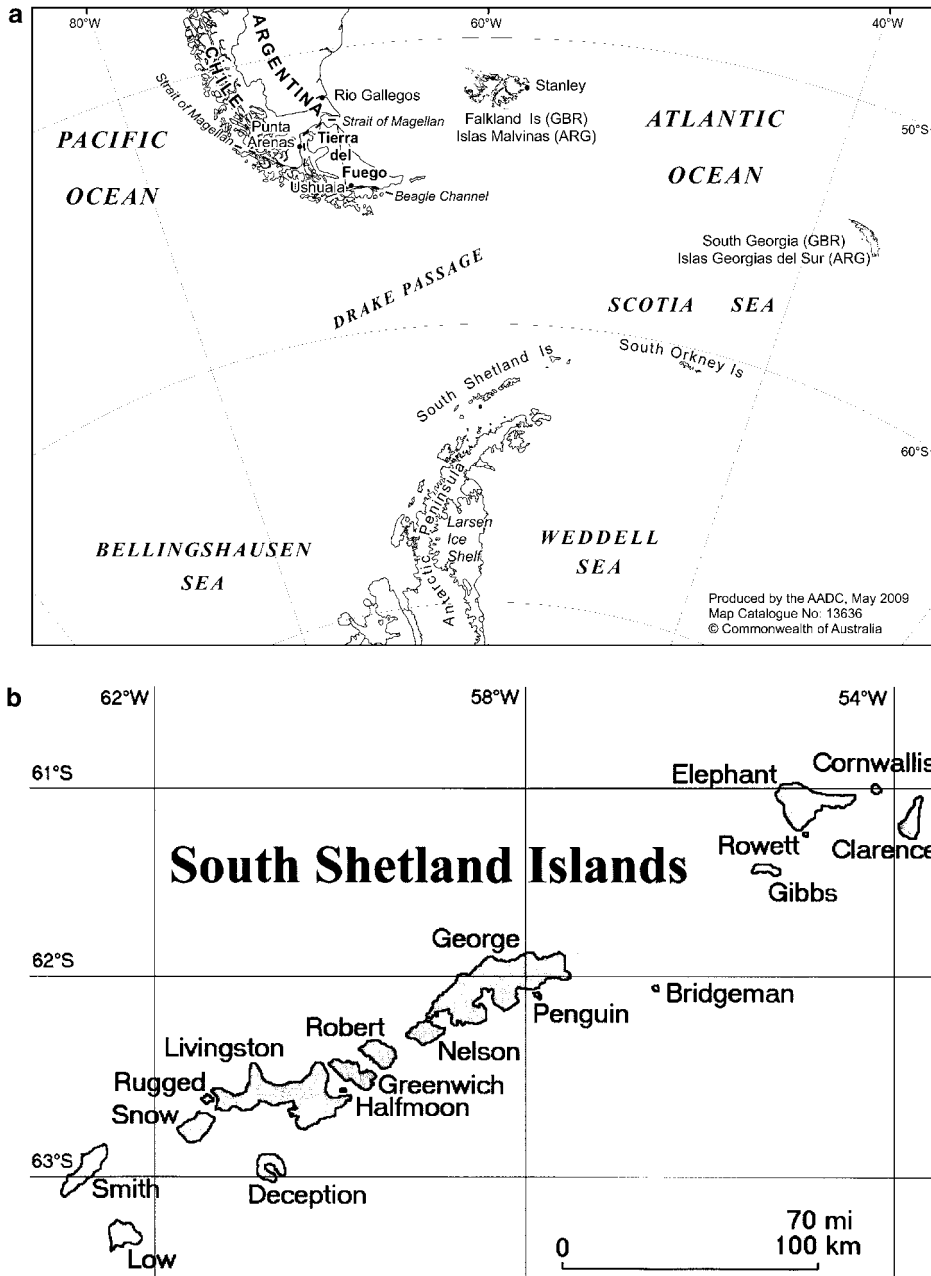 a
80°W
60°W
40°W
CHILE
ARGENTINA
Rio Gallegos
Stanley
Strait of Magellan
Strait of Magellan
Falkland Is (GBR)
Islas Malvinas (ARG)
ATLANTIC
OCEAN
50°S
PACIFIC
OCEAN
Punta
Arenas
Tierra
del
Fuego
Ushuaia
Beagle Channel
South Georgia (GBR)
Islas Georgias del Sur (ARG)
DRAKE PASSAGE
SCOTIA SEA
South Shetland Is
South Orkney Is
60°S
Antarctic Peninsula
Larsen
Ice
Shelf
BELLINGSHAUSEN
SEA
WEDDELL
SEA
Produced by the AADC, May 2009
Map Catalogue No: 13636
© Commonwealth of Australia
b
62°W
58°W
54°W
61°S
Elephant
Cornwallis
Rowett
Clarence
Gibbs
South Shetland Islands
George
62°S
Bridgeman
Penguin
Robert
Nelson
Livingston
Greenwich
Rugged
Halfmoon
Snow
63°S
Smith
Deception
Low
70 mi
0
100 km